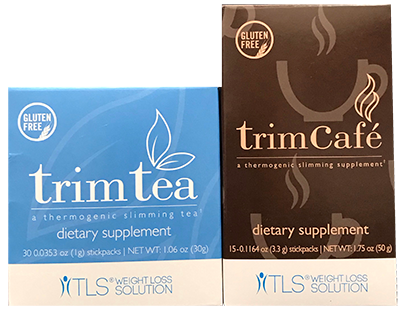 GLUTEN
FREE
trim tea
a thermogenic slimming tea†
dietary supplement
30 0.0353 oz (1g) stickpacks | NET WT: 1.06 oz (30g)
TLS® WEIGHT LOSS
SOLUTION
GLUTEN
FREE
trimCafé
a thermogenic slimming supplement†
dietary supplement
15-0.1164 oz (3.3 g) stickpacks | NET WT: 1.75 oz (50 g)
TLS® WEIGHT LOSS
SOLUTION